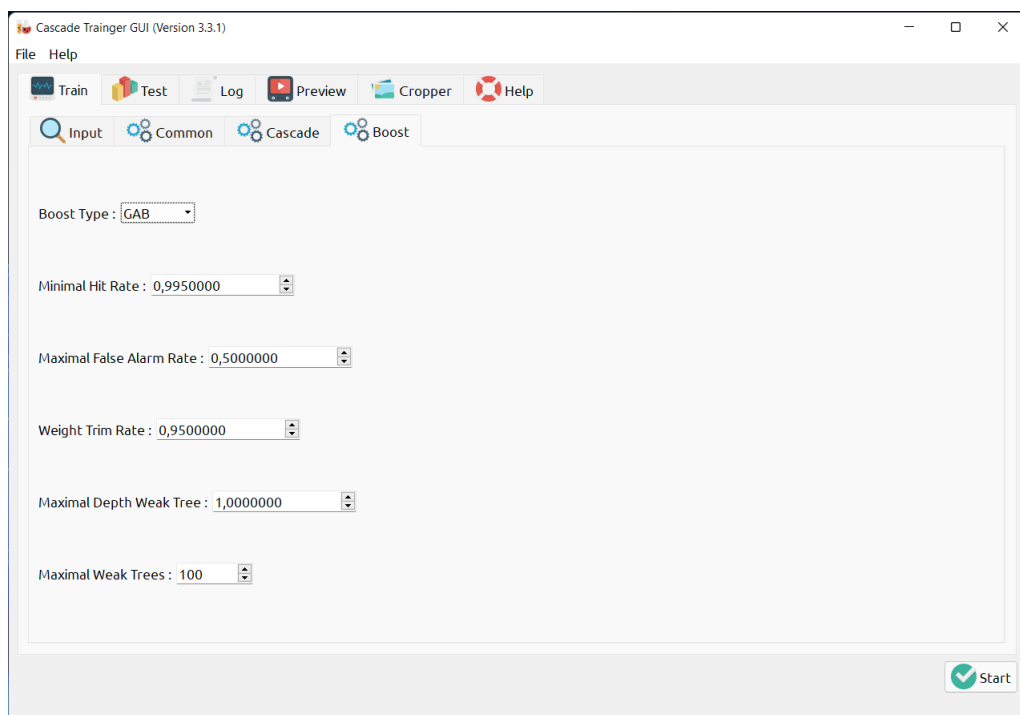 Cascade Trainger GUI (Version 3.3.1)
File Help
Train Test Log Preview Cropper Help
Input Common Cascade Boost
Boost Type : GAB
Minimal Hit Rate : 0,9950000
Maximal False Alarm Rate : 0,5000000
Weight Trim Rate : 0,9500000
Maximal Depth Weak Tree : 1,0000000
Maximal Weak Trees : 100
Start